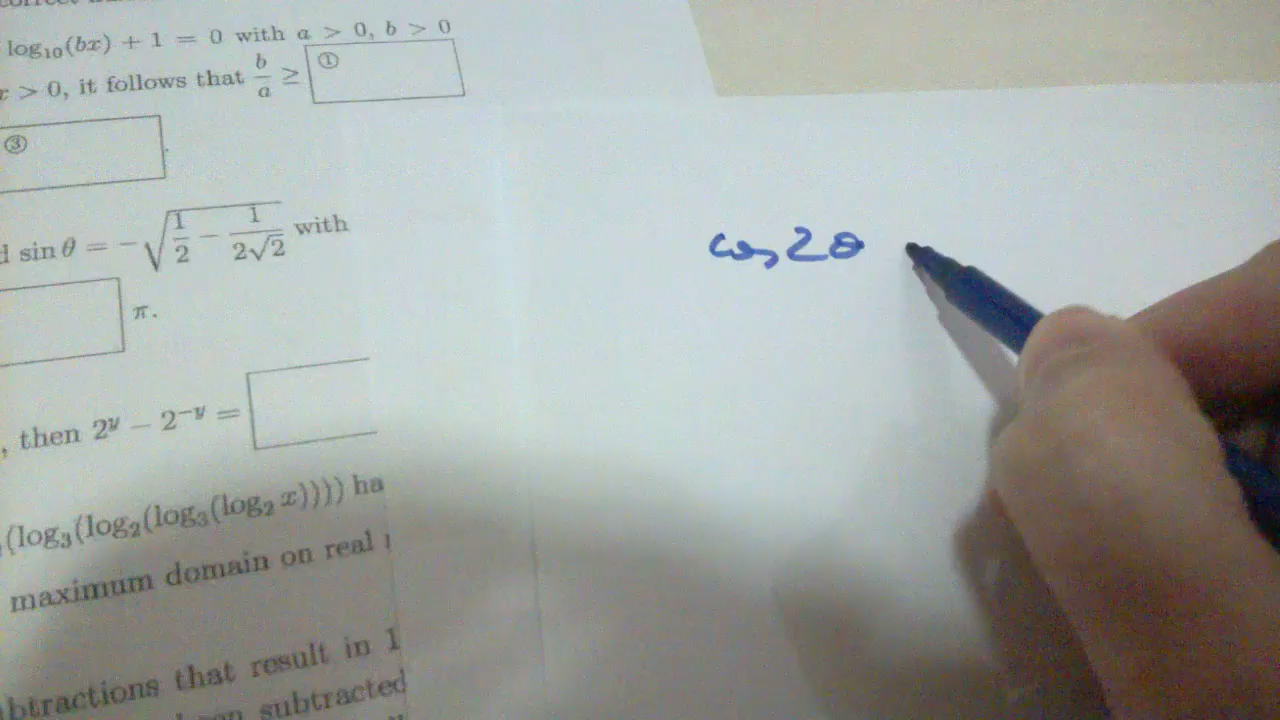 log₁₀(bx) + 1 = 0 with a > 0, b > 0
x > 0, it follows that b/a ≥ ①
③ .
sin θ = −√(1/2 − 1/(2√2)) with
π.
cos 2θ
, then 2^y − 2^−y =
(log₃(log₂(log₃(log₂ x)))) ha
maximum domain on real
btractions that result in 1
subtracted